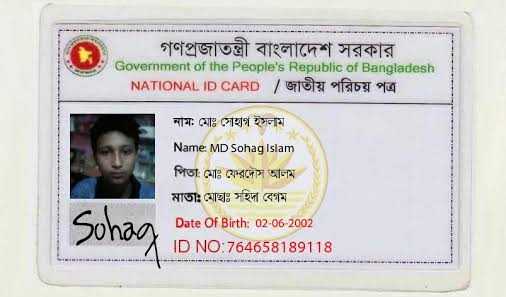 গণপ্রজাতন্ত্রী বাংলাদেশ সরকার
Government of the People's Republic of Bangladesh
NATIONAL ID CARD / জাতীয় পরিচয় পত্র
নাম: মোঃ সোহাগ ইসলাম
Name: MD Sohag Islam
পিতা: মোঃ ফেরদৌস আলম
মাতা: মোছাঃ সহিদা বেগম
Sohag
Date Of Birth: 02-06-2002
ID NO: 764658189118